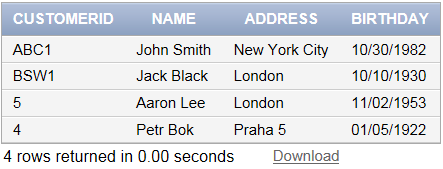 CUSTOMERID NAME ADDRESS BIRTHDAY
ABC1 John Smith New York City 10/30/1982
BSW1 Jack Black London 10/10/1930
5 Aaron Lee London 11/02/1953
4 Petr Bok Praha 5 01/05/1922
4 rows returned in 0.00 seconds Download